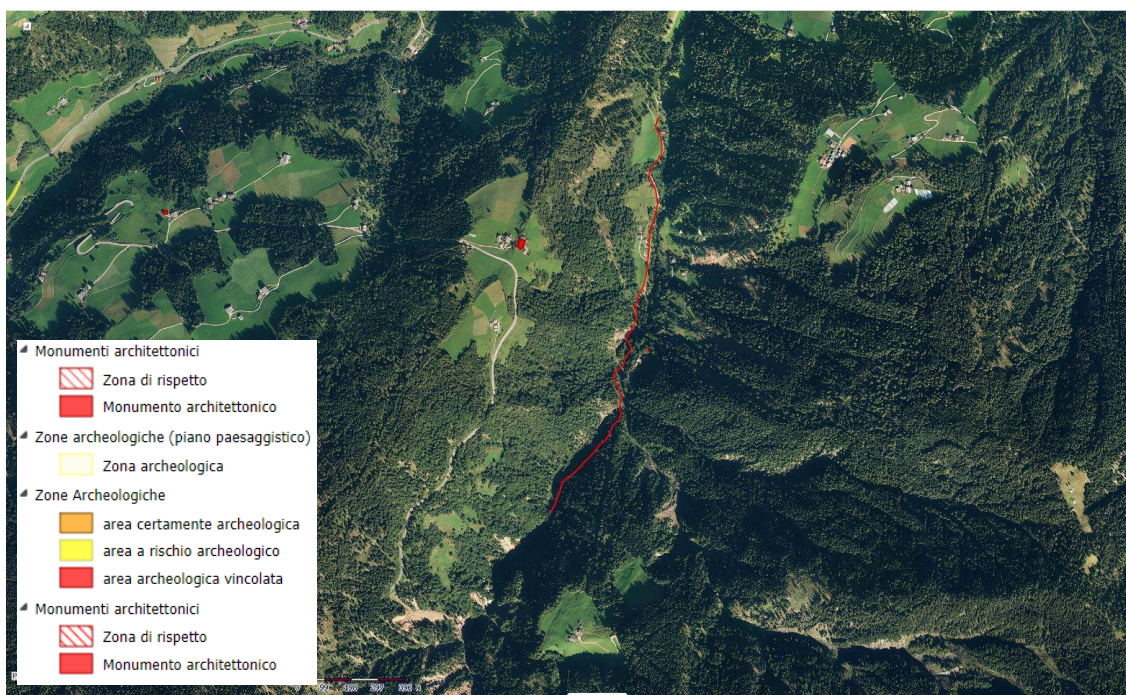 Monumenti architettonici
Zona di rispetto
Monumento architettonico
Zone archeologiche (piano paesaggistico)
Zona archeologica
Zone Archeologiche
area certamente archeologica
area a rischio archeologico
area archeologica vincolata
Monumenti architettonici
Zona di rispetto
Monumento architettonico